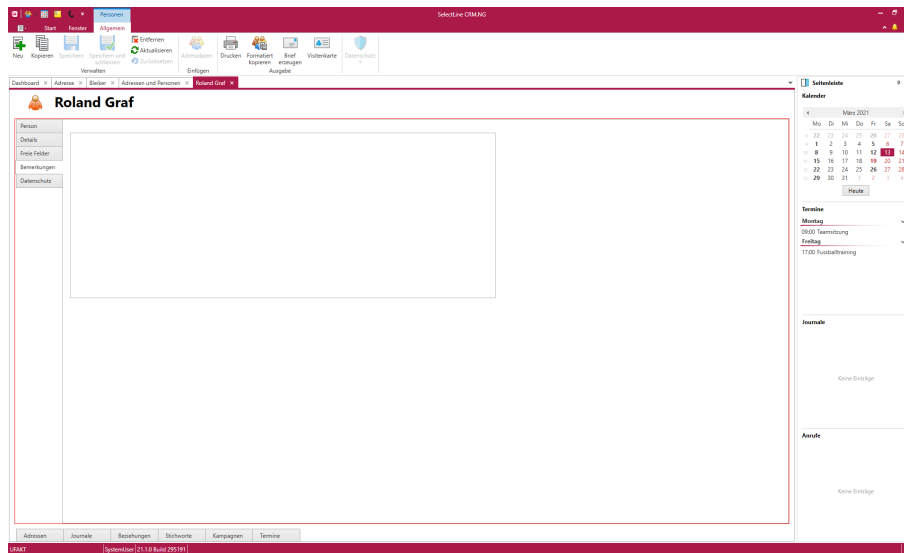 Personen
SelectLine CRM.NG
Start Fenster Allgemein
Neu Kopieren Speichern Speichern und schliessen Entfernen Aktualisieren Zurücksetzen Adressdaten Drucken Formatiert kopieren Brief erzeugen Visitenkarte Datenschutz
Verwalten Einfügen Ausgabe
Dashboard × Adresse × Bleiker × Adressen und Personen × Roland Graf ×
Roland Graf
Person
Details
Freie Felder
Bemerkungen
Datenschutz
Adressen Journale Beziehungen Stichworte Kampagnen Termine
UFAKT SystemUser 21.1.0 Build 295191
Seitenleiste
Kalender
März 2021
Mo Di Mi Do Fr Sa So
22 23 24 25 26 27 28
1 2 3 4 5 6 7
8 9 10 11 12 13 14
15 16 17 18 19 20 21
22 23 24 25 26 27 28
29 30 31 1 2 3 4
Heute
Termine
Montag
09:00 Teamsitzung
Freitag
17:00 Fussballtraining
Journale
Keine Einträge
Anrufe
Keine Einträge